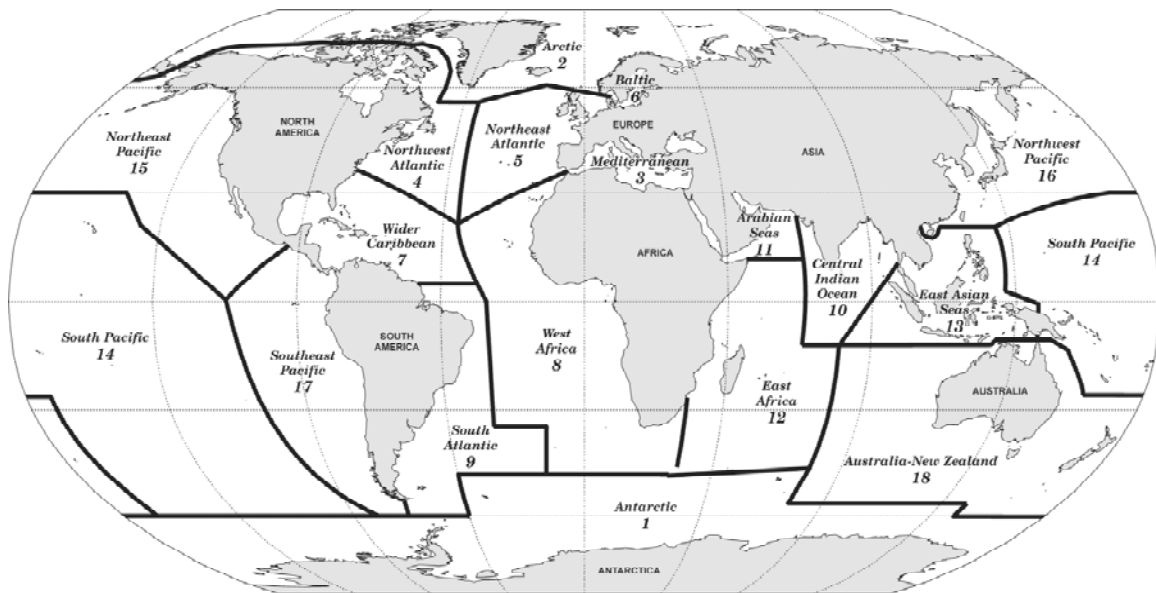 Arctic
2
Baltic
6
NORTH
AMERICA
EUROPE
ASIA
Northeast
Pacific
15
Northwest
Atlantic
4
Northeast
Atlantic
5
Mediterranean
3
Northwest
Pacific
16
Wider
Caribbean
7
AFRICA
Arabian
Seas
11
South Pacific
14
Central
Indian
Ocean
10
East Asian
Seas
13
South Pacific
14
SOUTH
AMERICA
Southeast
Pacific
17
West
Africa
8
East
Africa
12
AUSTRALIA
South
Atlantic
9
Australia-New Zealand
18
Antarctic
1
ANTARCTICA